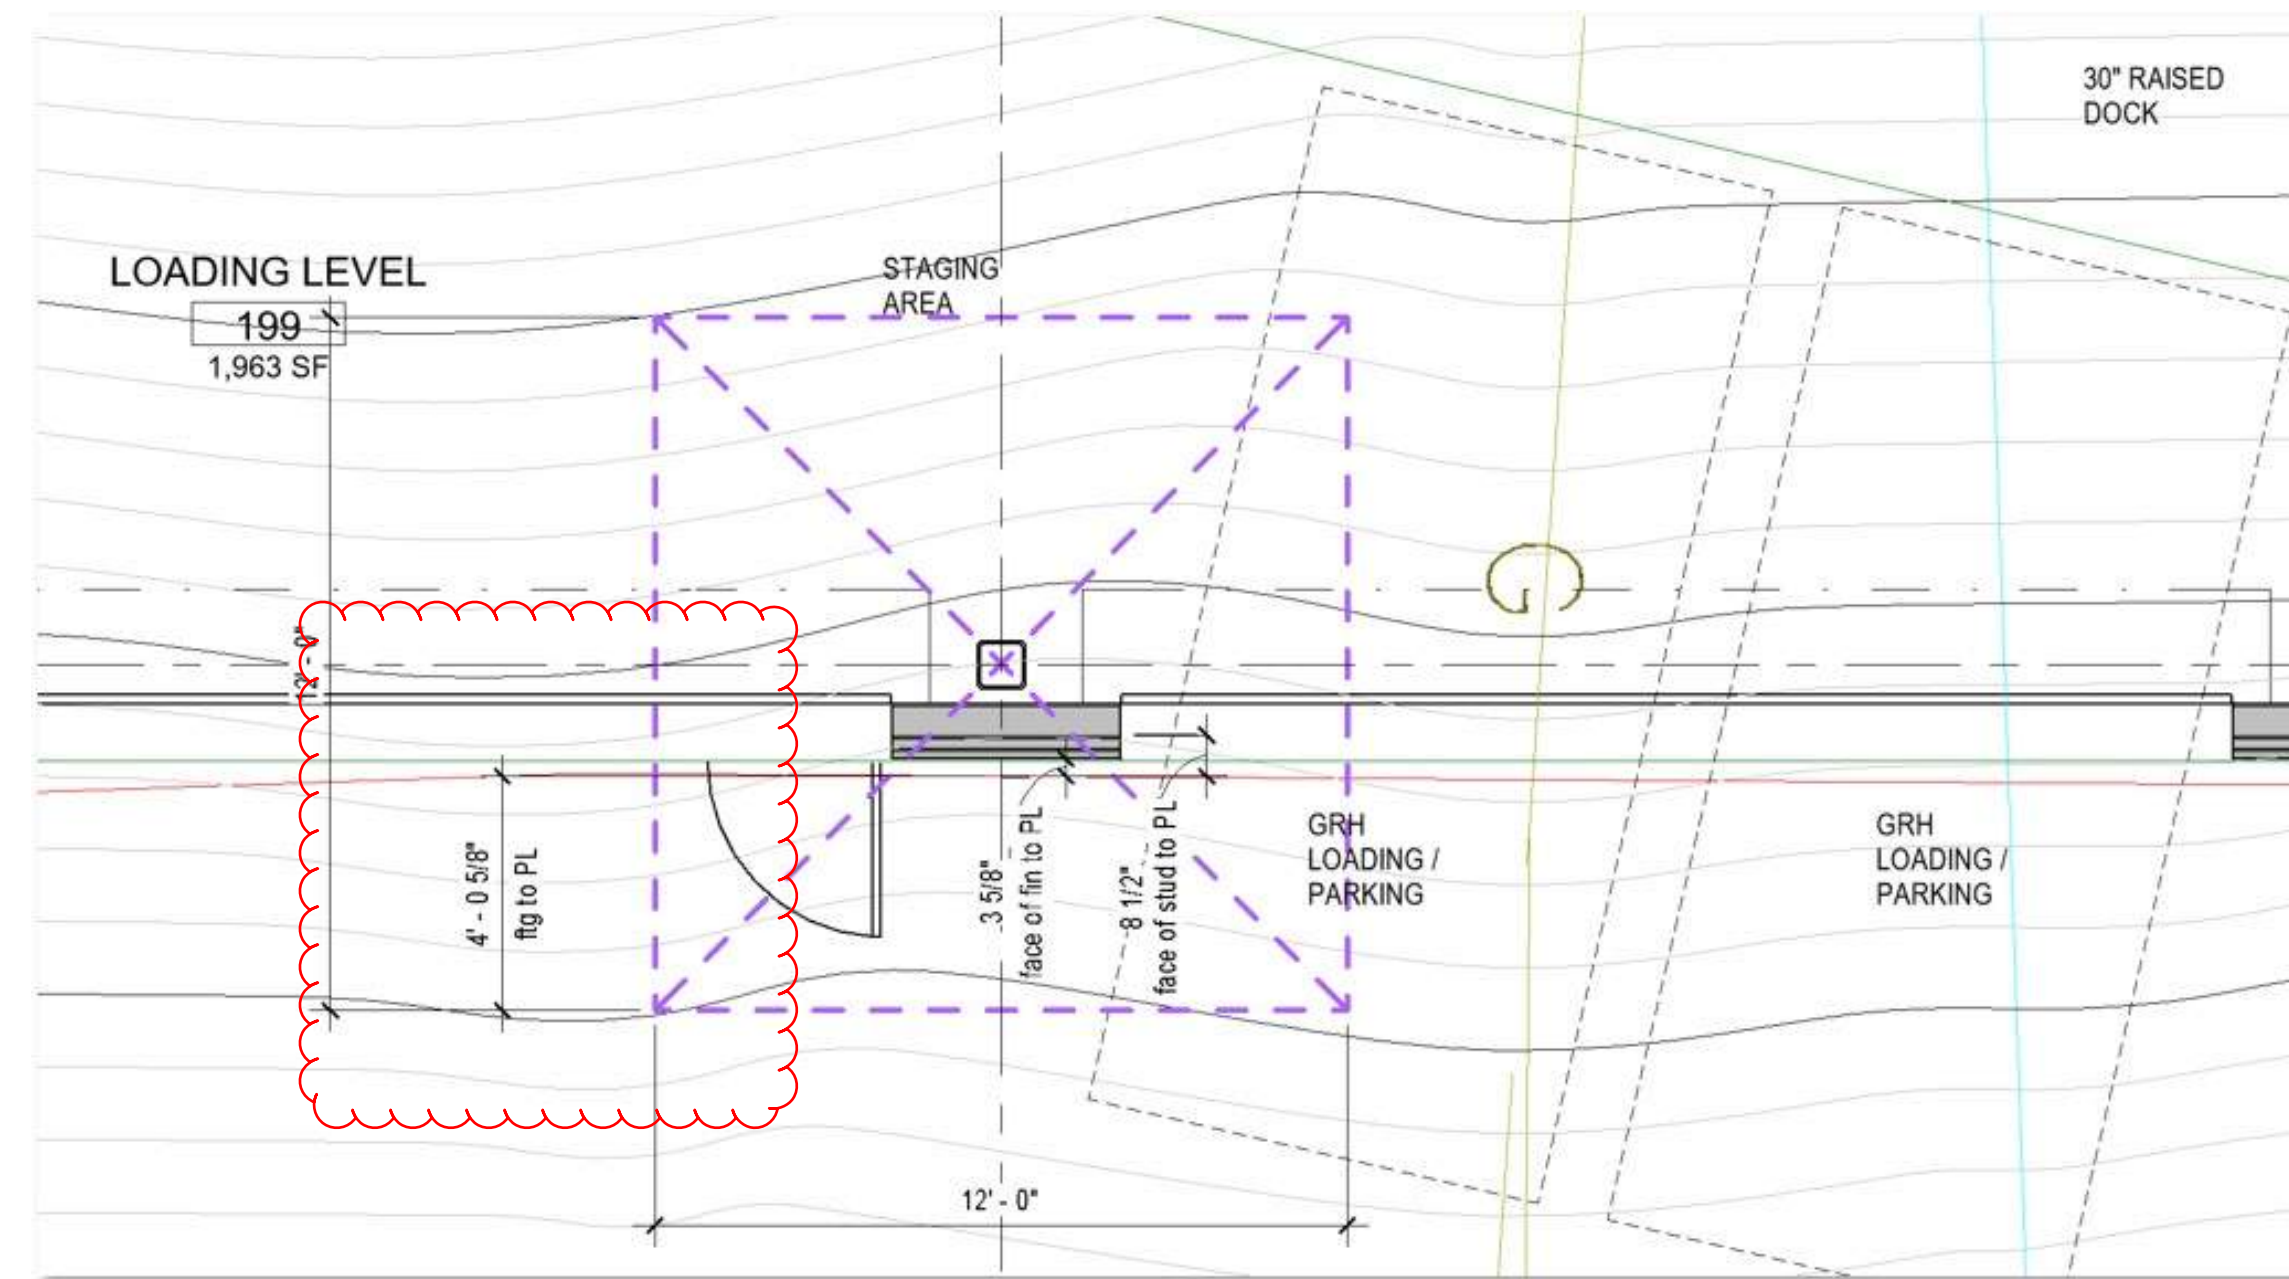 30" RAISED
DOCK
LOADING LEVEL
199
1,963 SF
STAGING
AREA
12' - 0"
4' - 0 5/8"
ftg to PL
3 5/8"
face of fin to PL
8 1/2"
face of stud to PL
GRH
LOADING /
PARKING
GRH
LOADING /
PARKING
12' - 0"